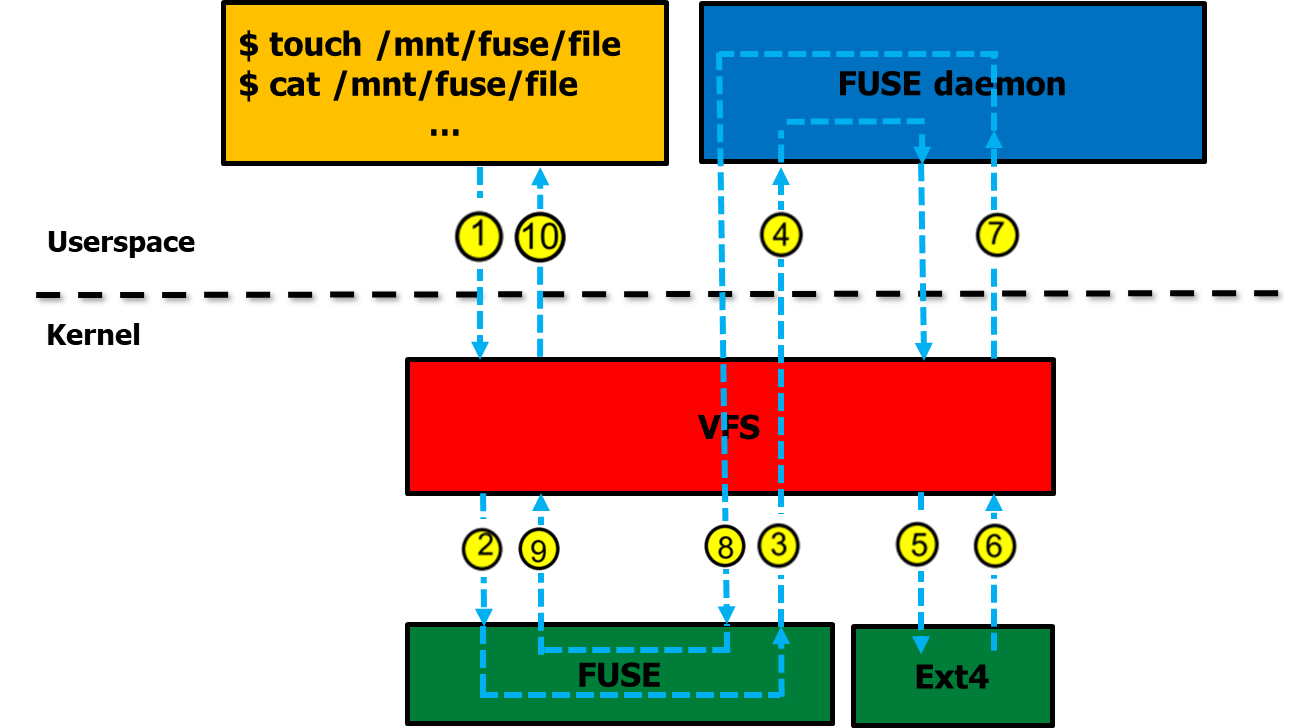 $ touch /mnt/fuse/file
$ cat /mnt/fuse/file
...
FUSE daemon
1
10
4
7
Userspace
Kernel
VFS
2
9
8
3
5
6
FUSE
Ext4